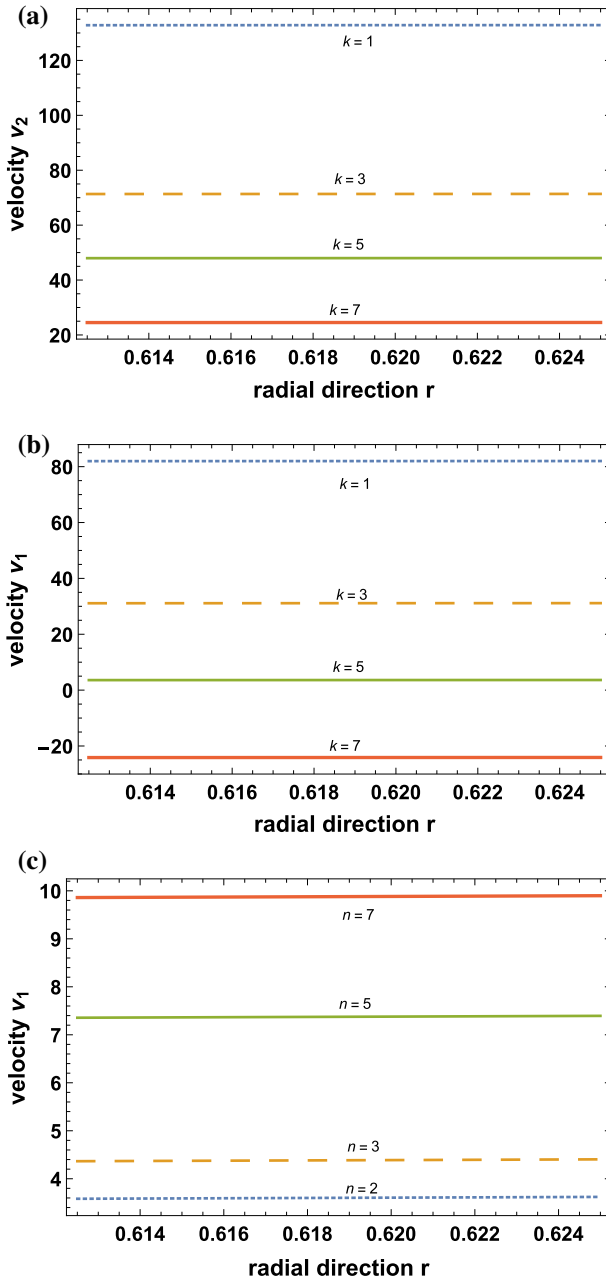 (a)
velocity v2
120
100
80
60
40
20
k = 1
k = 3
k = 5
k = 7
0.614 0.616 0.618 0.620 0.622 0.624
radial direction r
(b)
velocity v1
80
60
40
20
0
−20
k = 1
k = 3
k = 5
k = 7
0.614 0.616 0.618 0.620 0.622 0.624
radial direction r
(c)
velocity v1
10
9
8
7
6
5
4
n = 7
n = 5
n = 3
n = 2
0.614 0.616 0.618 0.620 0.622 0.624
radial direction r